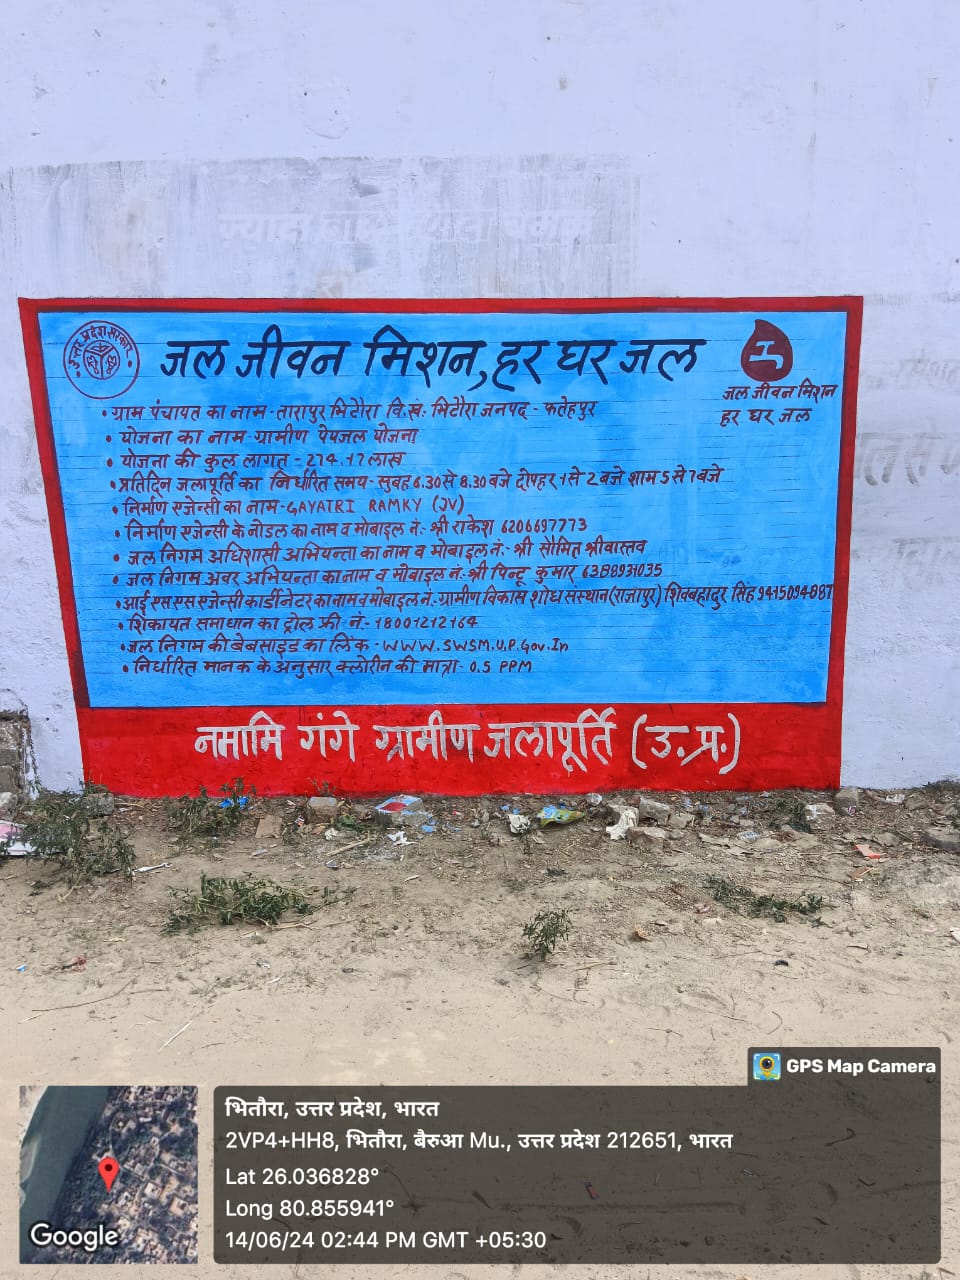 उत्तर प्रदेश सरकार
जल जीवन मिशन, हर घर जल
जल जीवन मिशन
हर घर जल
• ग्राम पंचायत का नाम - तारापुर भिटौरा वि.खं:- भिटौरा जनपद - फतेहपुर
• योजना का नाम - ग्रामीण पेयजल योजना
• योजना की कुल लागत - 274.17 लास
• प्रतिदिन जलापूर्ति का निर्धारित समय - सुबह 6.30 से 8.30 बजे दोपहर 1 से 2 बजे शाम 5 से 7 बजे
• निर्माण एजेन्सी का नाम - GAYATRI RAMKY (JV)
• निर्माण एजेन्सी के नोडल का नाम व मोबाइल नं:- श्री राकेश 6206697773
• जल निगम अधिशासी अभियन्ता का नाम व मोबाइल नं:- श्री सौमित श्रीवास्तव
• जल निगम अवर अभियन्ता का नाम व मोबाइल नं:- श्री पिन्टू कुमार 6388931035
• आई एस एस एजेन्सी कार्डीनेटर का नाम व मोबाइल नं.- ग्रामीण विकास शोध संस्थान (राजापुर) शिवबहादुर सिंह 9415094887
• शिकायत समाधान का ट्रोल फ्री नं - 18001212164
• जल निगम की बेबसाइड का लिंक - WWW.SWSM.U.P.Gov.In
• निर्धारित मानक के अनुसार क्लोरीन की मात्रा - 0.5 PPM
नमामि गंगे ग्रामीण जलापूर्ति (उ.प्र.)
GPS Map Camera
भितौरा, उत्तर प्रदेश, भारत
2VP4+HH8, भितौरा, बैरुआ Mu., उत्तर प्रदेश 212651, भारत
Lat 26.036828°
Long 80.855941°
14/06/24 02:44 PM GMT +05:30
Google